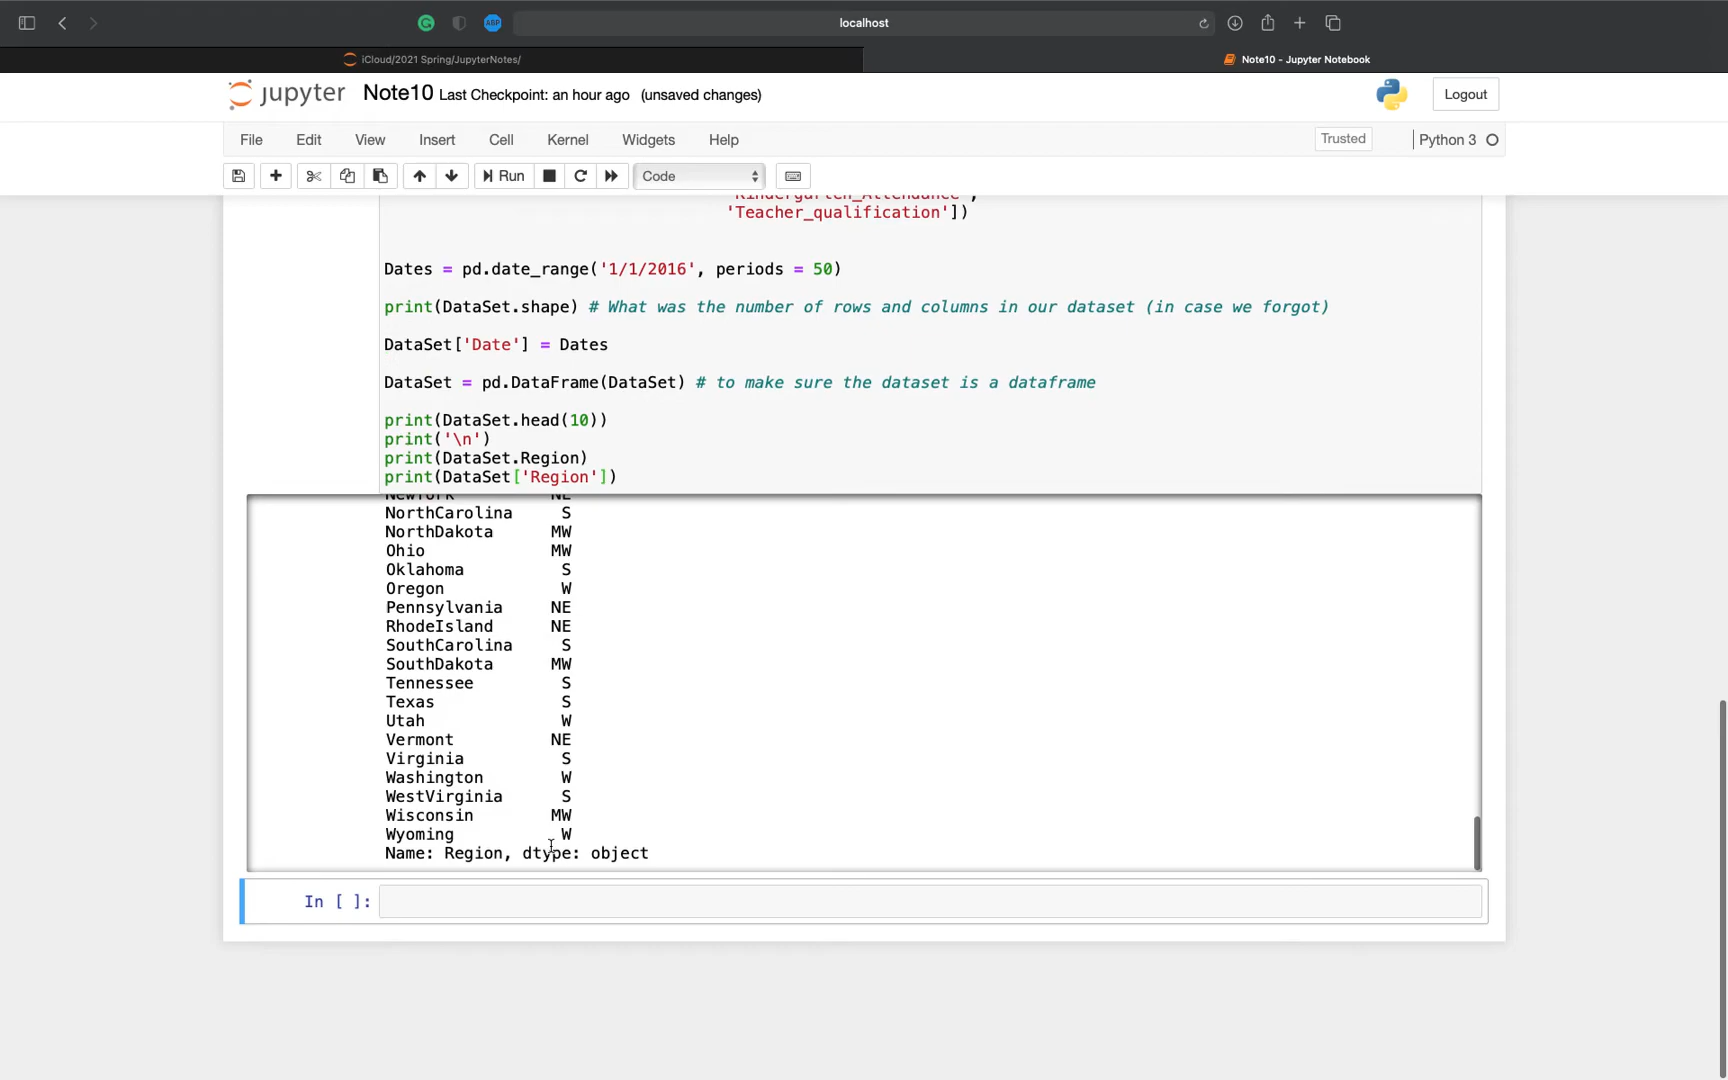 localhost
iCloud/2021 Spring/JupyterNotes/
Note10 - Jupyter Notebook
jupyter Note10 Last Checkpoint: an hour ago (unsaved changes)
Logout
File Edit View Insert Cell Kernel Widgets Help
Trusted
Python 3
Run
Code
'Kindergarten_Attendance',
'Teacher_qualification'])
Dates = pd.date_range('1/1/2016', periods = 50)
print(DataSet.shape) # What was the number of rows and columns in our dataset (in case we forgot)
DataSet['Date'] = Dates
DataSet = pd.DataFrame(DataSet) # to make sure the dataset is a dataframe
print(DataSet.head(10))
print('\n')
print(DataSet.Region)
print(DataSet['Region'])
NewYork NE
NorthCarolina S
NorthDakota MW
Ohio MW
Oklahoma S
Oregon W
Pennsylvania NE
RhodeIsland NE
SouthCarolina S
SouthDakota MW
Tennessee S
Texas S
Utah W
Vermont NE
Virginia S
Washington W
WestVirginia S
Wisconsin MW
Wyoming W
Name: Region, dtype: object
In [ ]: